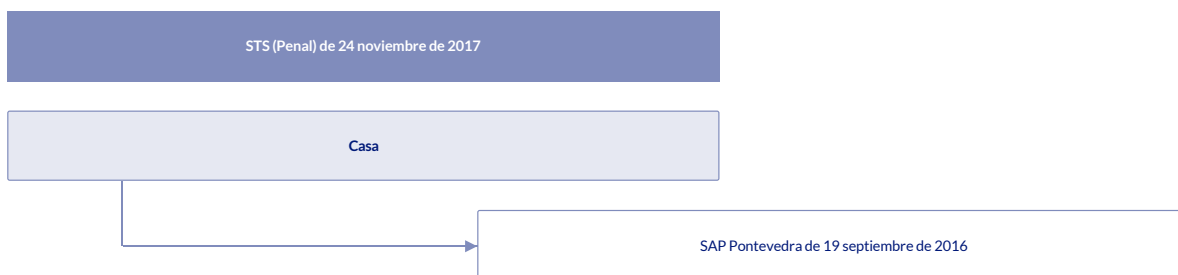 STS (Penal) de 24 noviembre de 2017
Casa
SAP Pontevedra de 19 septiembre de 2016